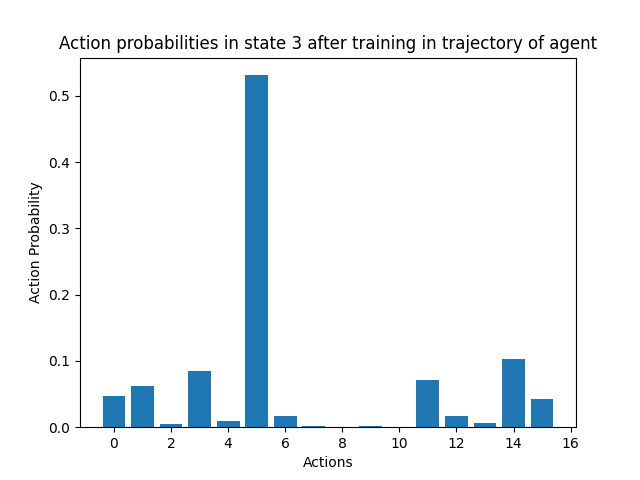 Action probabilities in state 3 after training in trajectory of agent
Action Probability
0.5
0.4
0.3
0.2
0.1
0.0
0 2 4 6 8 10 12 14 16
Actions